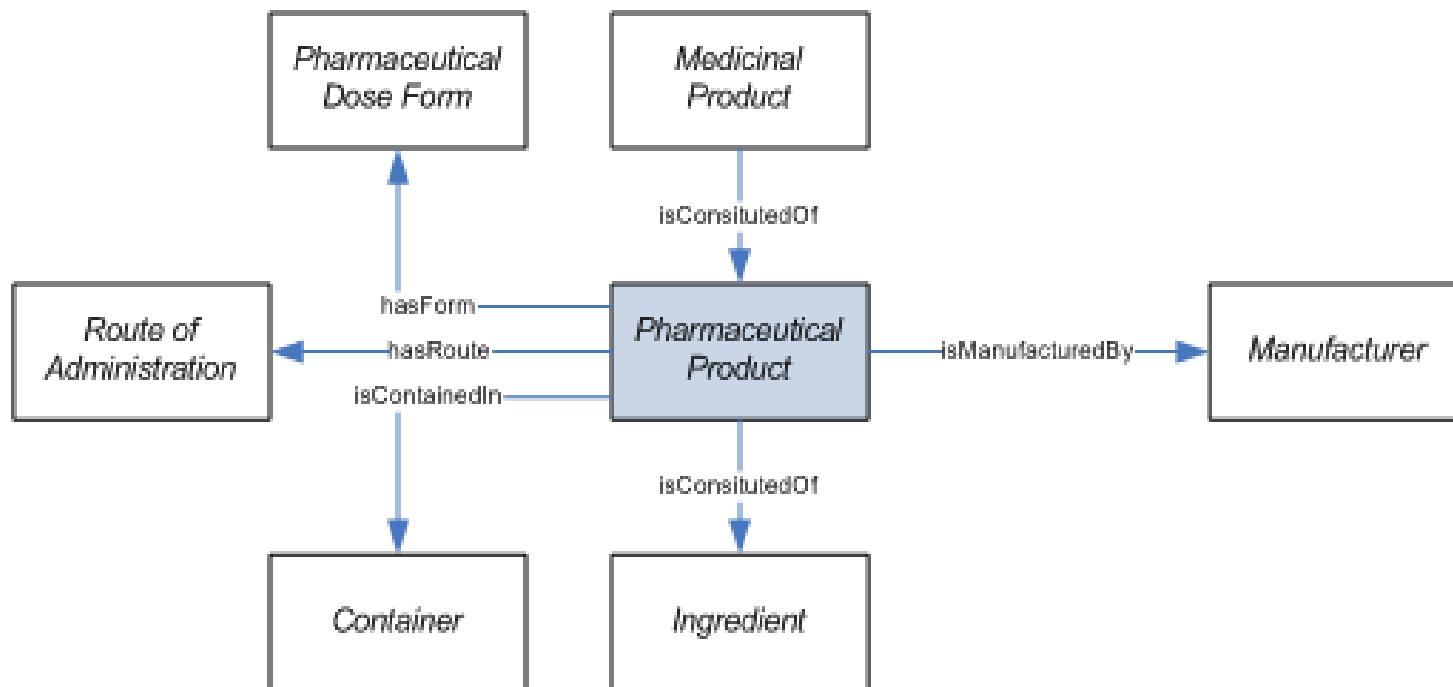 Pharmaceutical
Dose Form
Medicinal
Product
isConsitutedOf
hasForm
Route of
Administration
hasRoute
Pharmaceutical
Product
isManufacturedBy
Manufacturer
isContainedIn
isConsitutedOf
Container
Ingredient